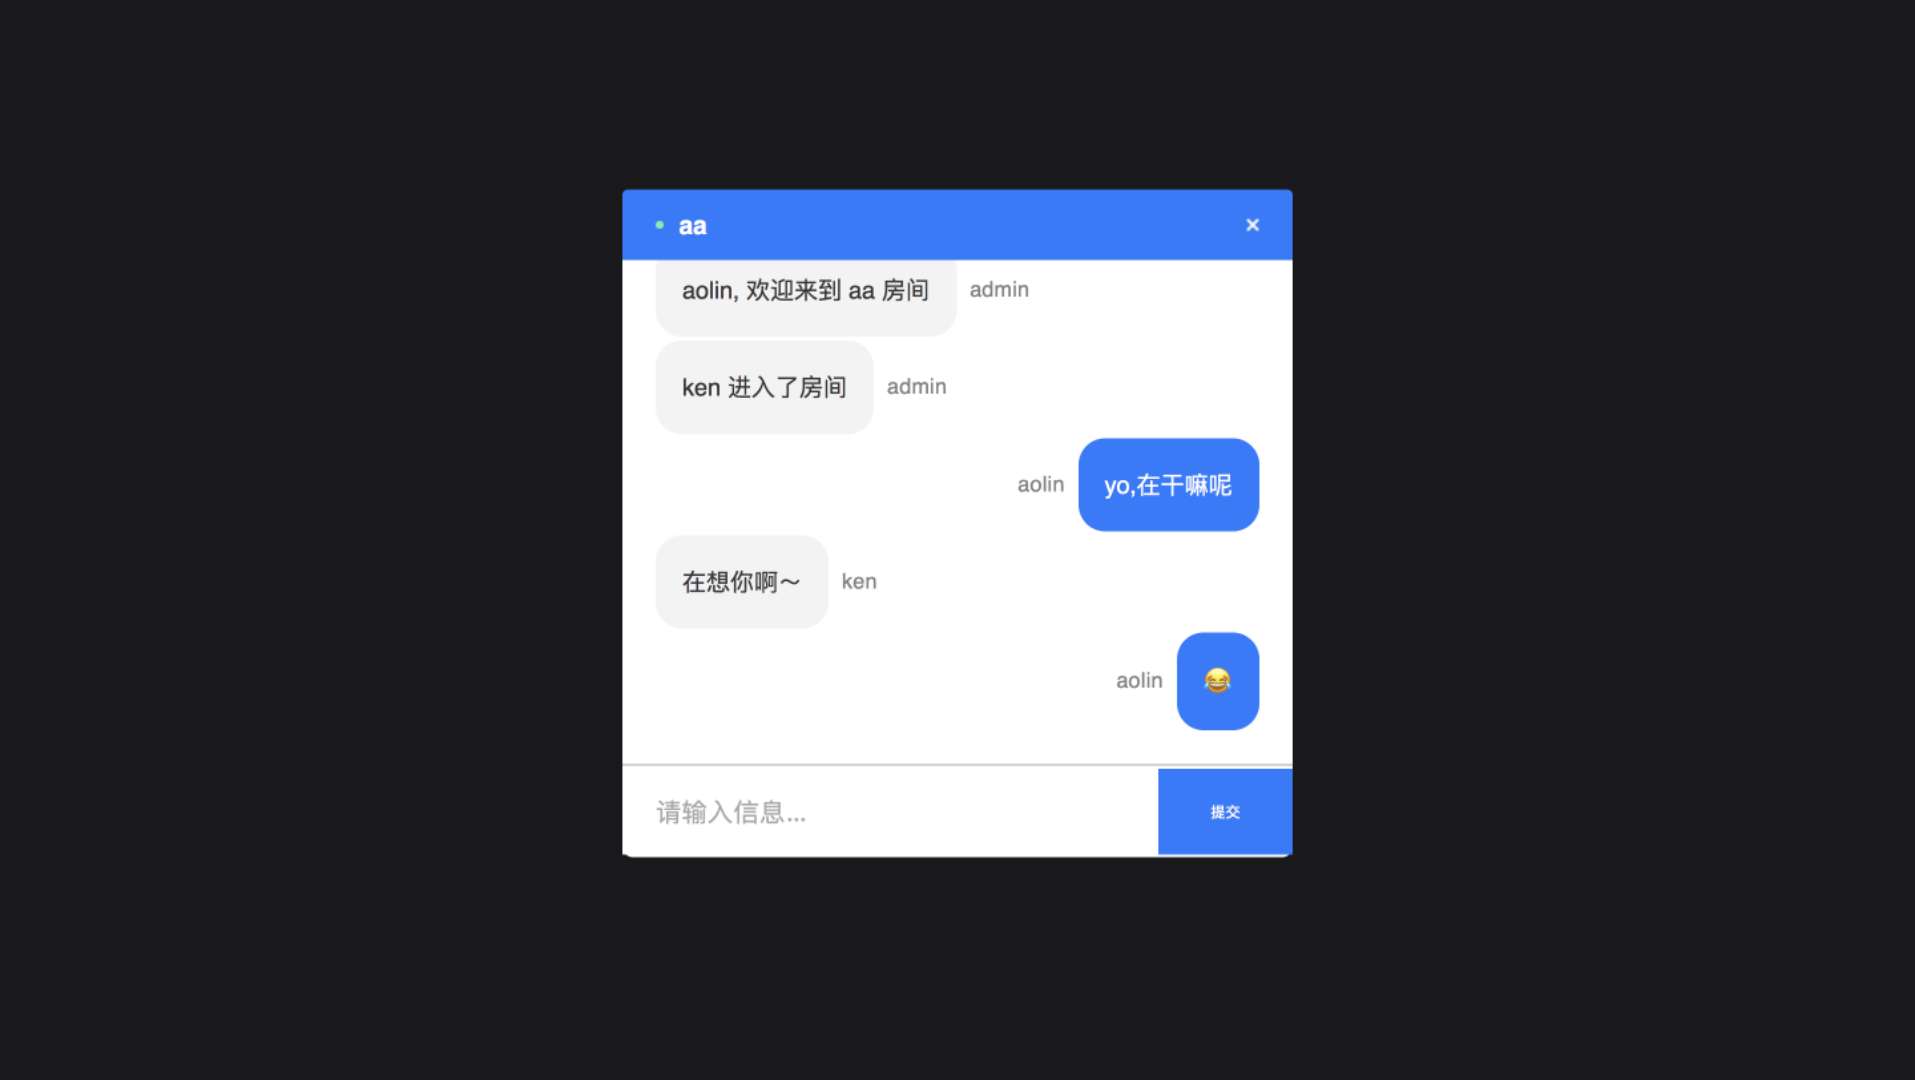 aa
×
aolin, 欢迎来到 aa 房间 admin
ken 进入了房间 admin
aolin yo,在干嘛呢
在想你啊～ ken
aolin 😂
请输入信息... 提交